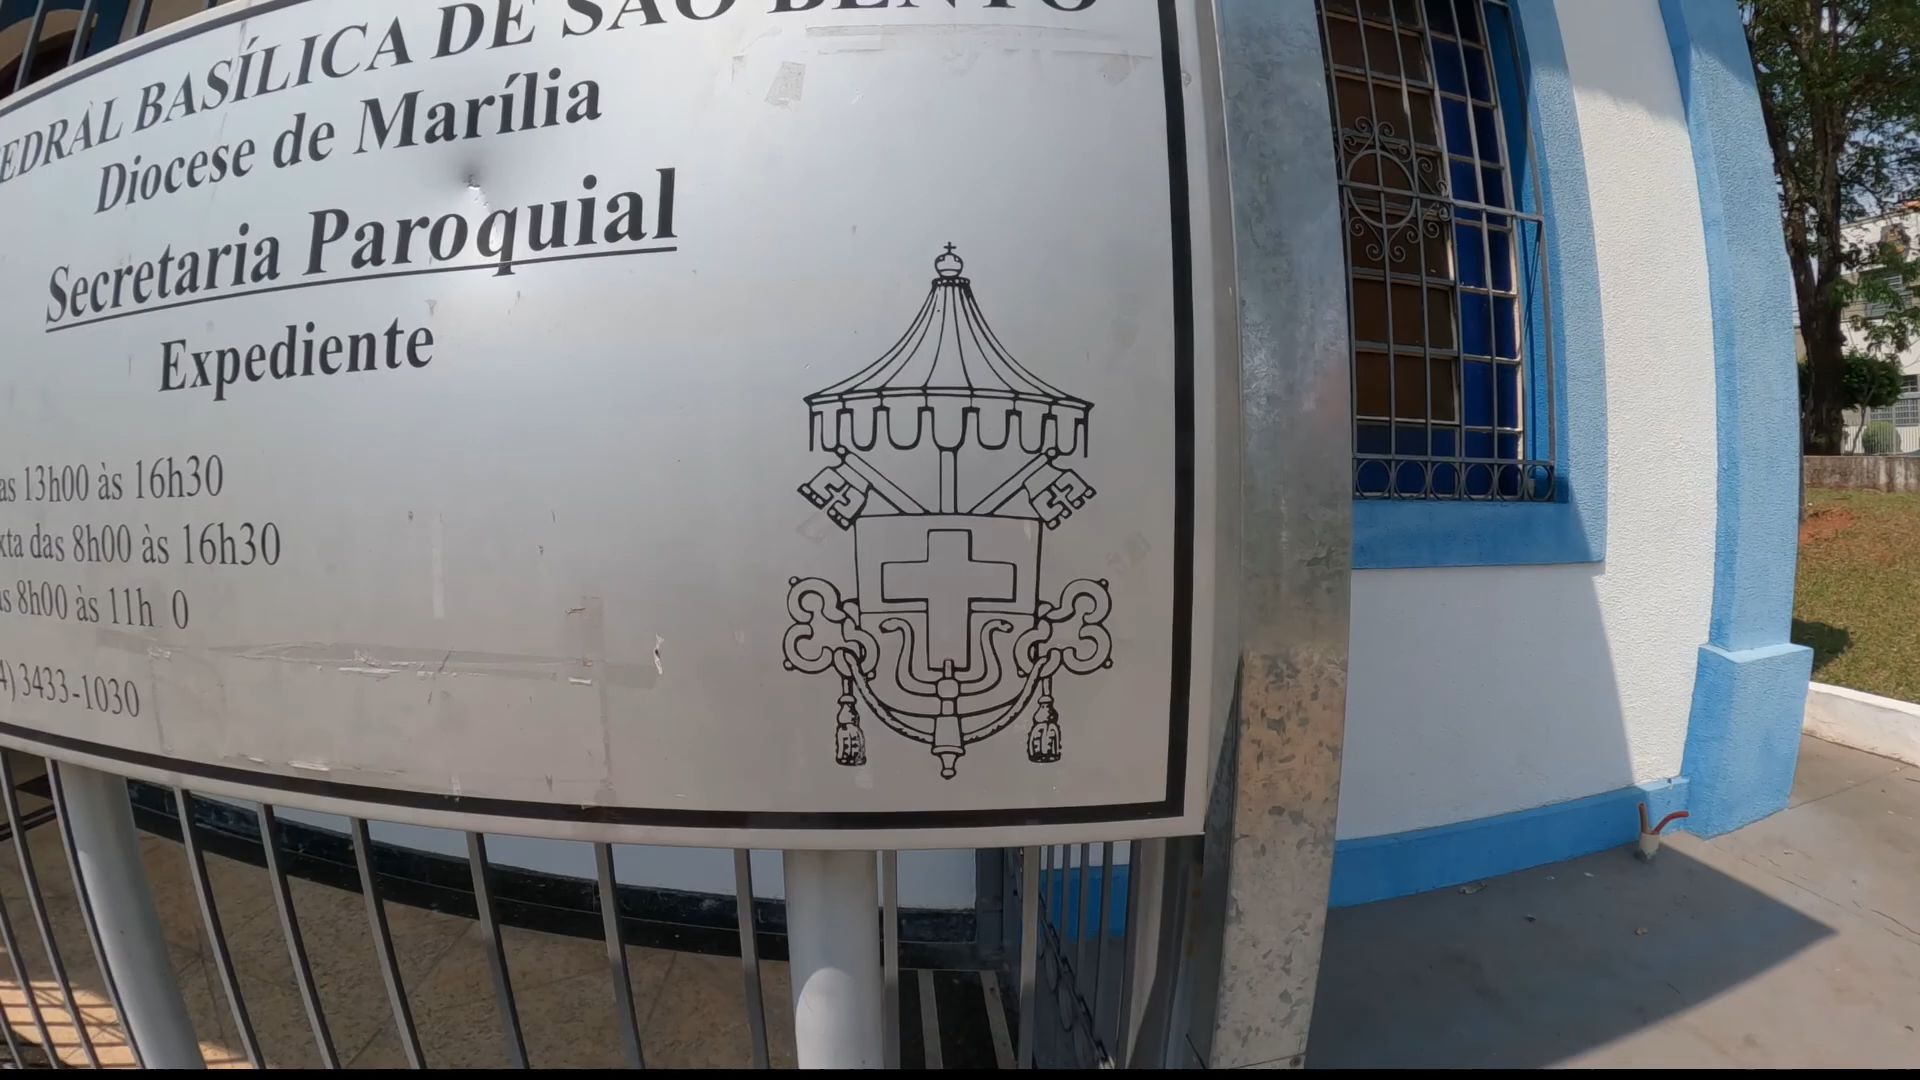 EDRAL BASÍLICA DE SÃO BENTO
Diocese de Marília
Secretaria Paroquial
Expediente
as 13h00 às 16h30
xta das 8h00 às 16h30
s 8h00 às 11h 0
4) 3433-1030